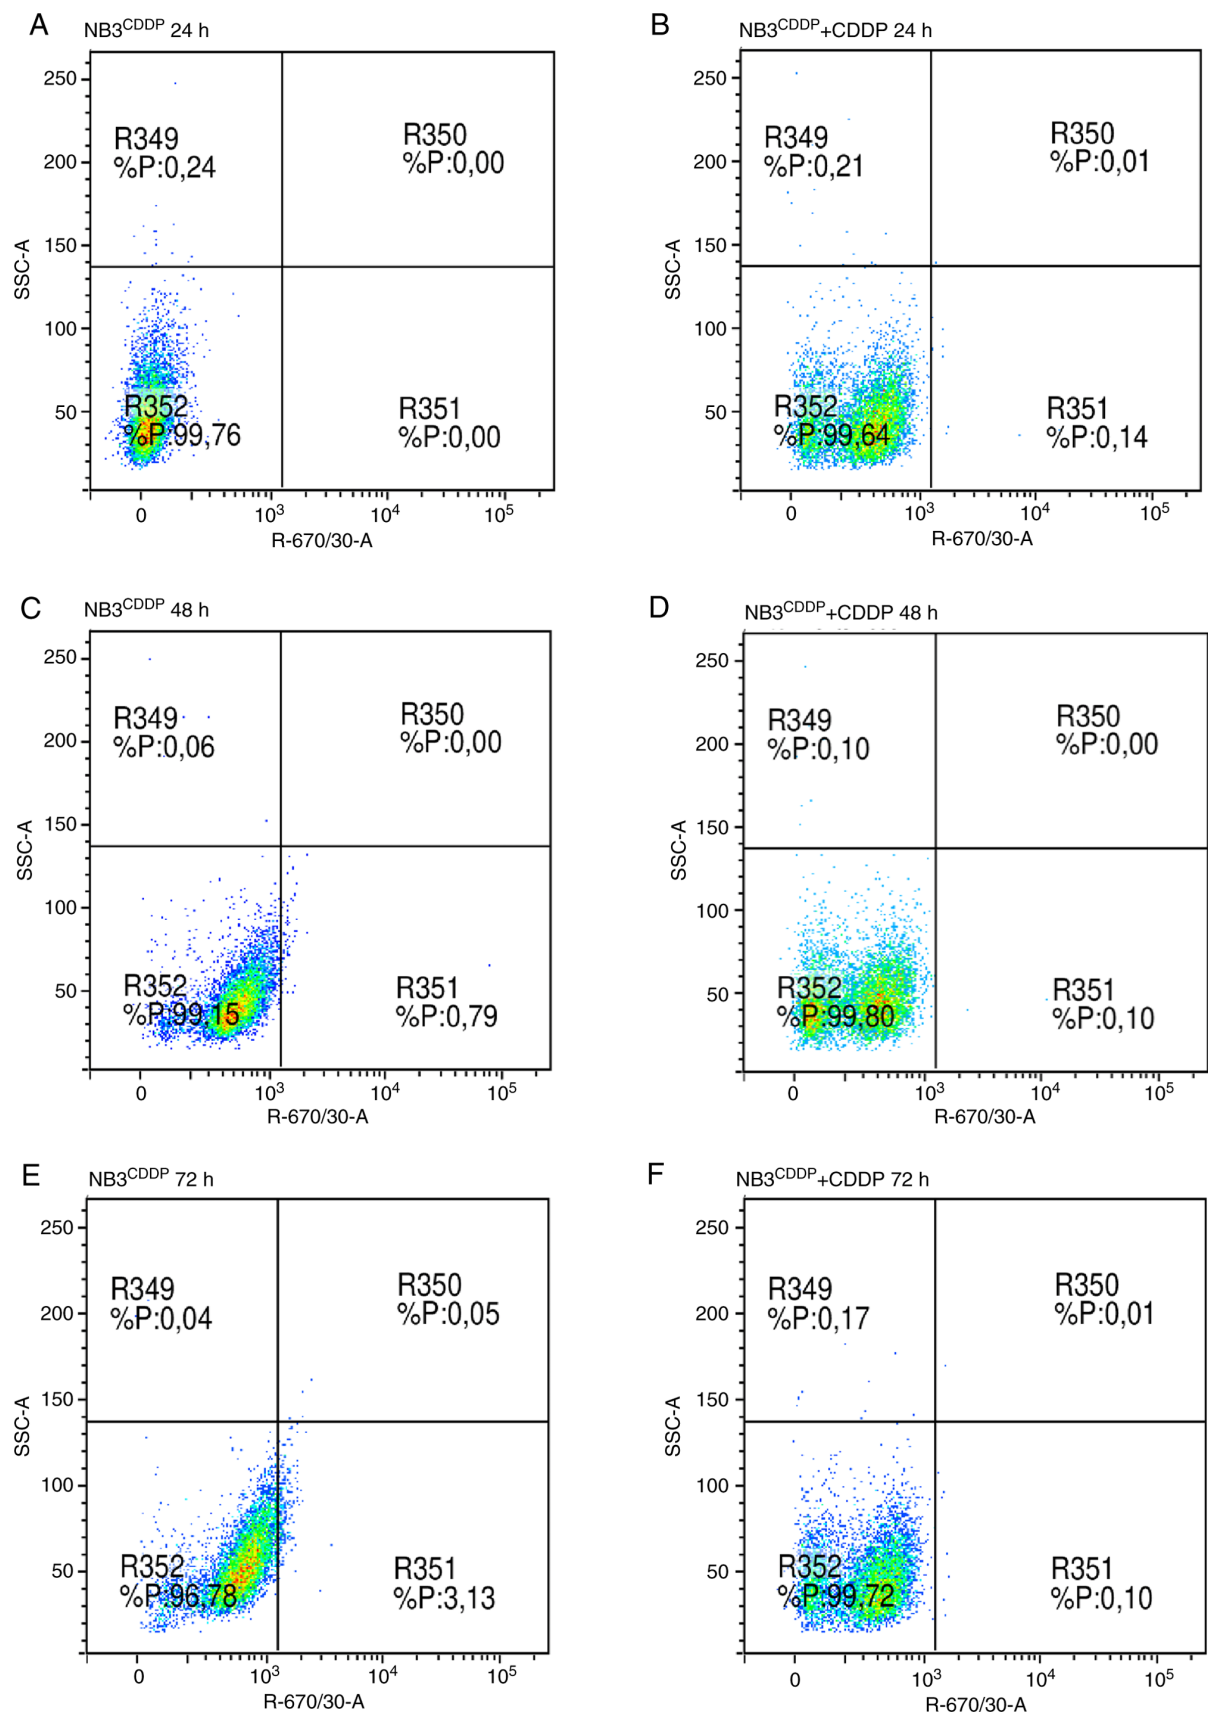 A
NB3CDDP 24 h
250
200
150
100
50
SSC-A
R349
%P:0,24
R350
%P:0,00
R352
%P:99,76
R351
%P:0,00
0
103
104
105
R-670/30-A
B
NB3CDDP+CDDP 24 h
250
200
150
100
50
SSC-A
R349
%P:0,21
R350
%P:0,01
R352
%P:99,64
R351
%P:0,14
0
103
104
105
R-670/30-A
C
NB3CDDP 48 h
250
200
150
100
50
SSC-A
R349
%P:0,06
R350
%P:0,00
R352
%P:99,15
R351
%P:0,79
0
103
104
105
R-670/30-A
D
NB3CDDP+CDDP 48 h
250
200
150
100
50
SSC-A
R349
%P:0,10
R350
%P:0,00
R352
%P:99,80
R351
%P:0,10
0
103
104
105
R-670/30-A
E
NB3CDDP 72 h
250
200
150
100
50
SSC-A
R349
%P:0,04
R350
%P:0,05
R352
%P:96,78
R351
%P:3,13
0
103
104
105
R-670/30-A
F
NB3CDDP+CDDP 72 h
250
200
150
100
50
SSC-A
R349
%P:0,17
R350
%P:0,01
R352
%P:99,72
R351
%P:0,10
0
103
104
105
R-670/30-A